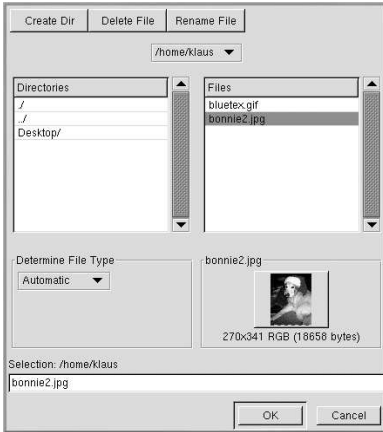 Create Dir Delete File Rename File
/home/klaus
Directories
./
../
Desktop/
Files
bluetex.gif
bonnie2.jpg
Determine File Type
Automatic
bonnie2.jpg
270x341 RGB (18658 bytes)
Selection: /home/klaus
bonnie2.jpg
OK Cancel